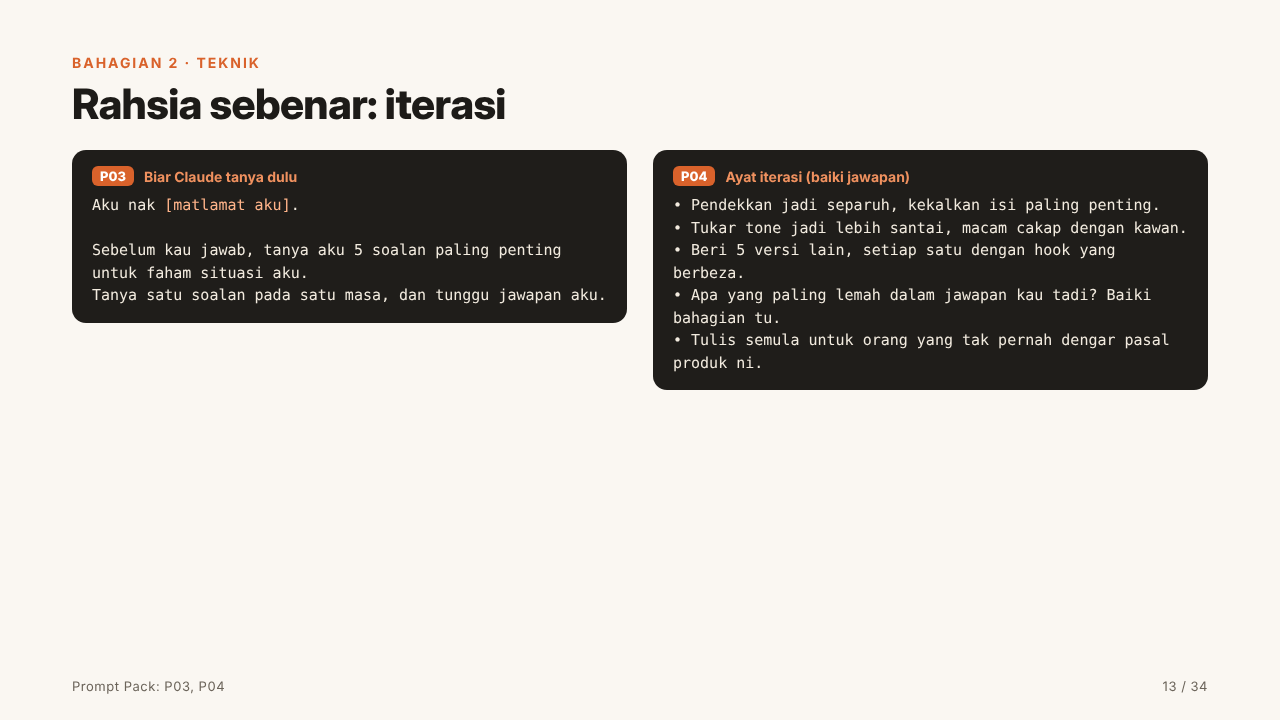 BAHAGIAN 2 · TEKNIK
Rahsia sebenar: iterasi
P03 Biar Claude tanya dulu
Aku nak [matlamat aku].
Sebelum kau jawab, tanya aku 5 soalan paling penting
untuk faham situasi aku.
Tanya satu soalan pada satu masa, dan tunggu jawapan aku.
P04 Ayat iterasi (baiki jawapan)
• Pendekkan jadi separuh, kekalkan isi paling penting.
• Tukar tone jadi lebih santai, macam cakap dengan kawan.
• Beri 5 versi lain, setiap satu dengan hook yang
berbeza.
• Apa yang paling lemah dalam jawapan kau tadi? Baiki
bahagian tu.
• Tulis semula untuk orang yang tak pernah dengar pasal
produk ni.
Prompt Pack: P03, P04
13 / 34